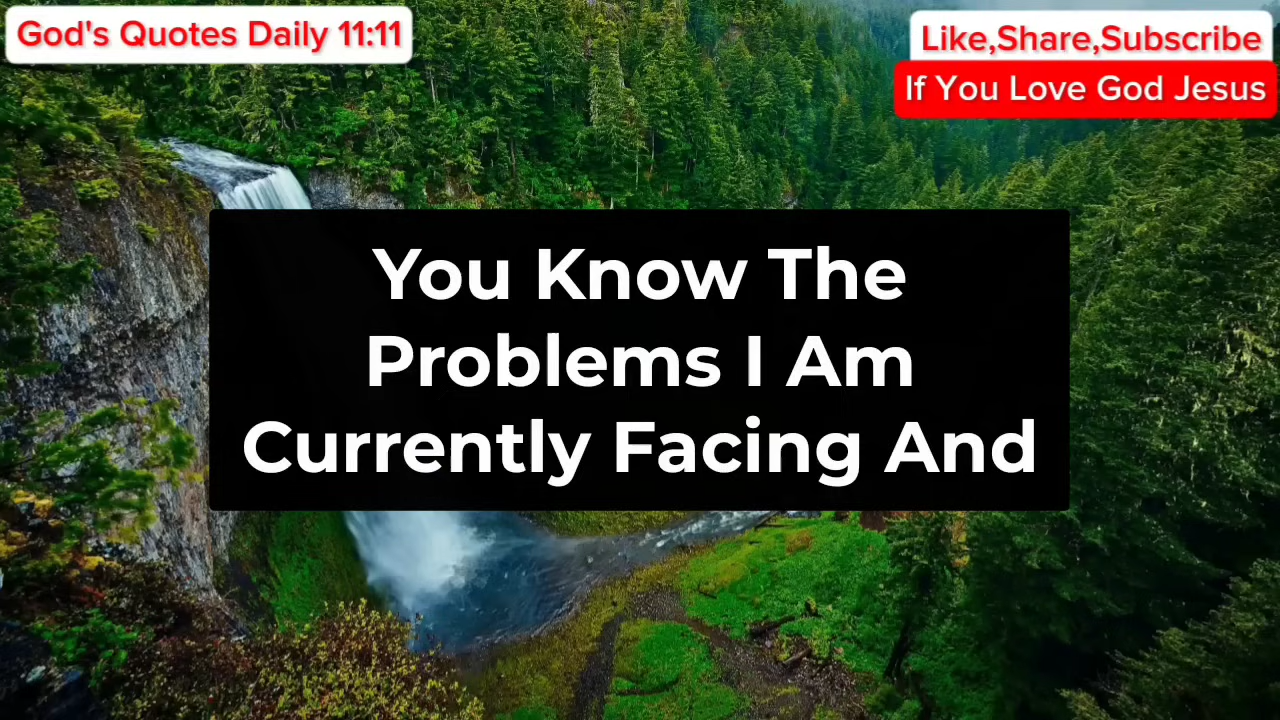 God's Quotes Daily 11:11
Like,Share,Subscribe
If You Love God Jesus
You Know The
Problems I Am
Currently Facing And